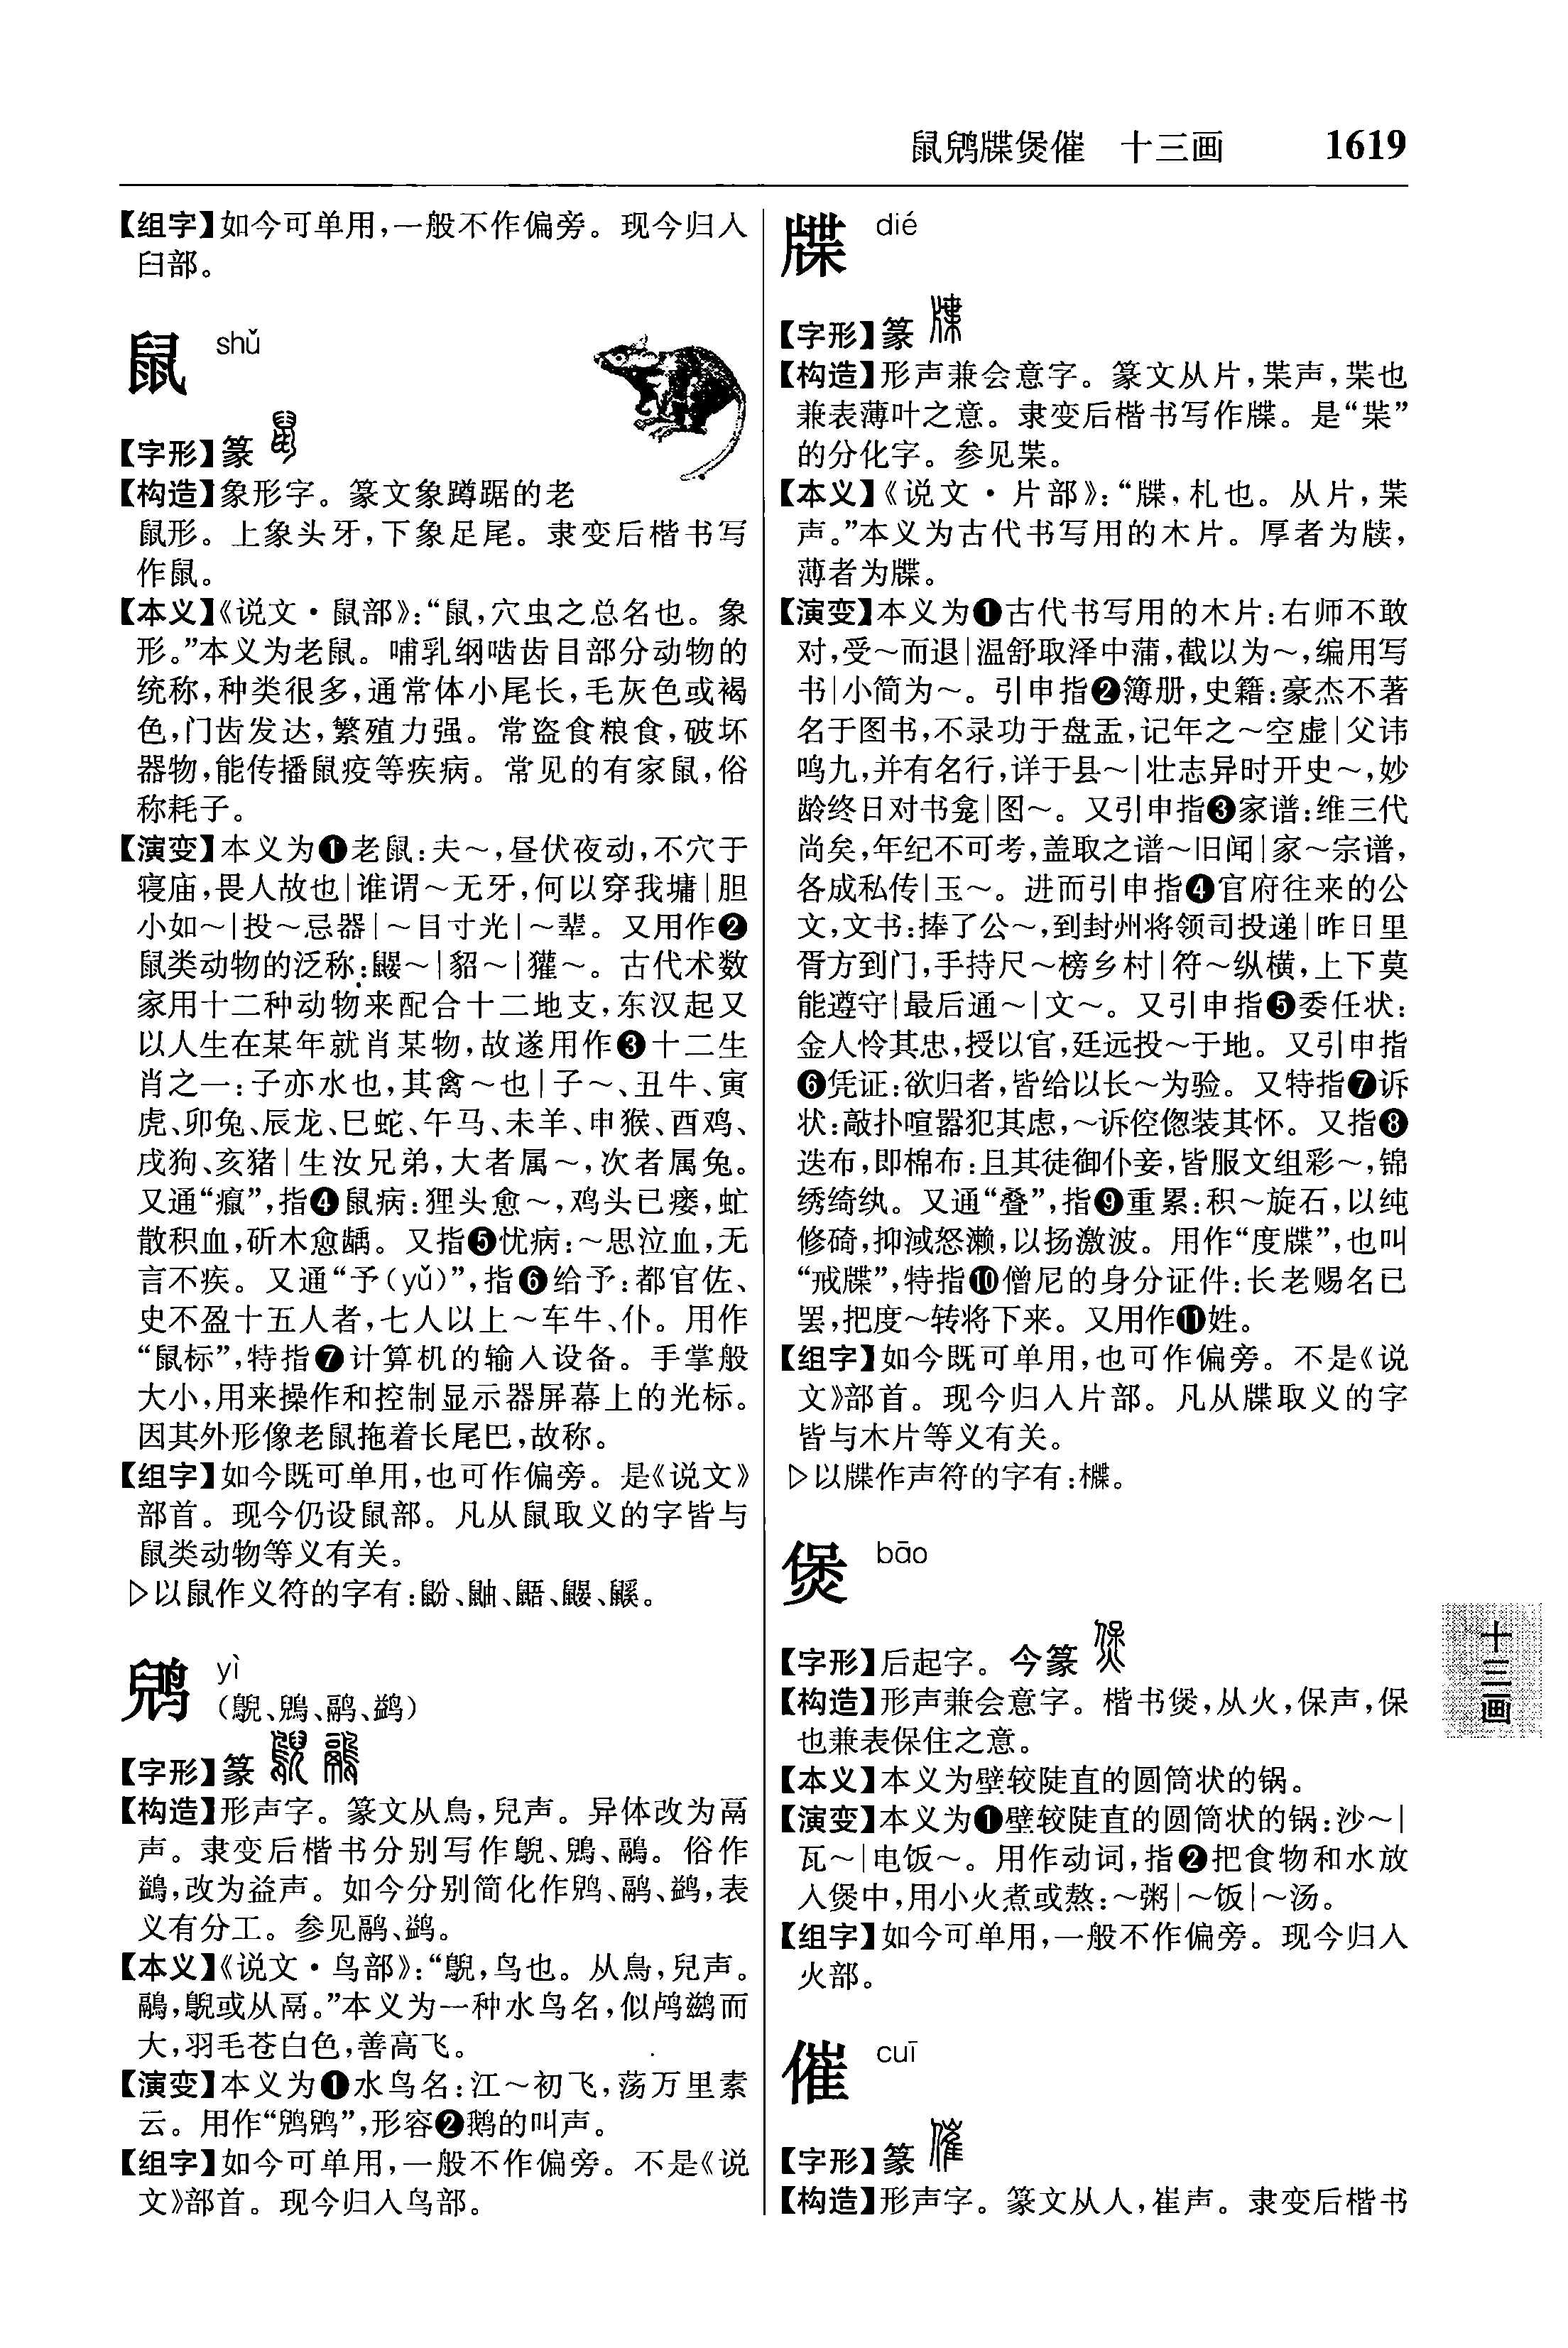 鼠𫛭牒煲催 十三画 1619
【组字】如今可单用,一般不作偏旁。现今归入
臼部。
鼠 shǔ
【字形】篆
【构造】象形字。篆文象蹲踞的老
鼠形。上象头牙,下象足尾。隶变后楷书写
作鼠。
【本义】《说文·鼠部》:“鼠,穴虫之总名也。象
形。”本义为老鼠。哺乳纲啮齿目部分动物的
统称,种类很多,通常体小尾长,毛灰色或褐
色,门齿发达,繁殖力强。常盗食粮食,破坏
器物,能传播鼠疫等疾病。常见的有家鼠,俗
称耗子。
【演变】本义为❶老鼠:夫～,昼伏夜动,不穴于
寝庙,畏人故也|谁谓～无牙,何以穿我墉|胆
小如～|投～忌器|～目寸光|～辈。又用作❷
鼠类动物的泛称:鼹～|貂～|獾～。古代术数
家用十二种动物来配合十二地支,东汉起又
以人生在某年就肖某物,故遂用作❸十二生
肖之一:子亦水也,其禽～也|子～、丑牛、寅
虎、卯兔、辰龙、巳蛇、午马、未羊、申猴、酉鸡、
戌狗、亥猪|生汝兄弟,大者属～,次者属兔。
又通“癙”,指❹鼠病:狸头愈～,鸡头已瘘,虻
散积血,斫木愈龋。又指❺忧病:～思泣血,无
言不疾。又通“予(yǔ)”,指❻给予:都官佐、
史不盈十五人者,七人以上～车牛、仆。用作
“鼠标”,特指❼计算机的输入设备。手掌般
大小,用来操作和控制显示器屏幕上的光标。
因其外形像老鼠拖着长尾巴,故称。
【组字】如今既可单用,也可作偏旁。是《说文》
部首。现今仍设鼠部。凡从鼠取义的字皆与
鼠类动物等义有关。
▷以鼠作义符的字有:鼢、鼬、鼯、鼹、鼷。
yì
(鶃、鶂、鹝、鹢)
【字形】篆
【构造】形声字。篆文从鳥,兒声。异体改为鬲
声。隶变后楷书分别写作鶃、鶂、鷊。俗作
鷁,改为益声。如今分别简化作、鹝、鹢,表
义有分工。参见鹝、鹢。
【本义】《说文·鸟部》:“鶃,鸟也。从鳥,兒声。
鷊,鶃或从鬲。”本义为一种水鸟名,似鸬鹚而
大,羽毛苍白色,善高飞。
【演变】本义为❶水鸟名:江～初飞,荡万里素
云。用作“”,形容❷鹅的叫声。
【组字】如今可单用,一般不作偏旁。不是《说
文》部首。现今归入鸟部。
牒 dié
【字形】篆
【构造】形声兼会意字。篆文从片,枼声,枼也
兼表薄叶之意。隶变后楷书写作牒。是“枼”
的分化字。参见枼。
【本义】《说文·片部》:“牒,札也。从片,枼
声。”本义为古代书写用的木片。厚者为牍,
薄者为牒。
【演变】本义为❶古代书写用的木片:右师不敢
对,受～而退|温舒取泽中蒲,截以为～,编用写
书|小简为～。引申指❷簿册,史籍:豪杰不著
名于图书,不录功于盘盂,记年之～空虚|父讳
鸣九,并有名行,详于县～|壮志异时开史～,妙
龄终日对书龛|图～。又引申指❸家谱:维三代
尚矣,年纪不可考,盖取之谱～旧闻|家～宗谱,
各成私传|玉～。进而引申指❹官府往来的公
文,文书:捧了公～,到封州将领司投递|昨日里
胥方到门,手持尺～榜乡村|符～纵横,上下莫
能遵守|最后通～|文～。又引申指❺委任状:
金人怜其忠,授以官,廷远投～于地。又引申指
❻凭证:欲归者,皆给以长～为验。又特指❼诉
状:敲扑喧嚣犯其虑,～诉倥偬装其怀。又指❽
迭布,即棉布:且其徒御仆妾,皆服文组彩～,锦
绣绮纨。又通“叠”,指❾重累:积～旋石,以纯
修碕,抑淢怒濑,以扬激波。用作“度牒”,也叫
“戒牒”,特指❿僧尼的身分证件:长老赐名已
罢,把度～转将下来。又用作⓫姓。
【组字】如今既可单用,也可作偏旁。不是《说
文》部首。现今归入片部。凡从牒取义的字
皆与木片等义有关。
▷以牒作声符的字有:
煲 bāo
【字形】后起字。今篆
【构造】形声兼会意字。楷书煲,从火,保声,保
也兼表保住之意。
【本义】本义为壁较陡直的圆筒状的锅。
【演变】本义为❶壁较陡直的圆筒状的锅:沙～|
瓦～|电饭～。用作动词,指❷把食物和水放
入煲中,用小火煮或熬:～粥|～饭|～汤。
【组字】如今可单用,一般不作偏旁。现今归入
火部。
催 cuī
【字形】篆
【构造】形声字。篆文从人,崔声。隶变后楷书
十三画